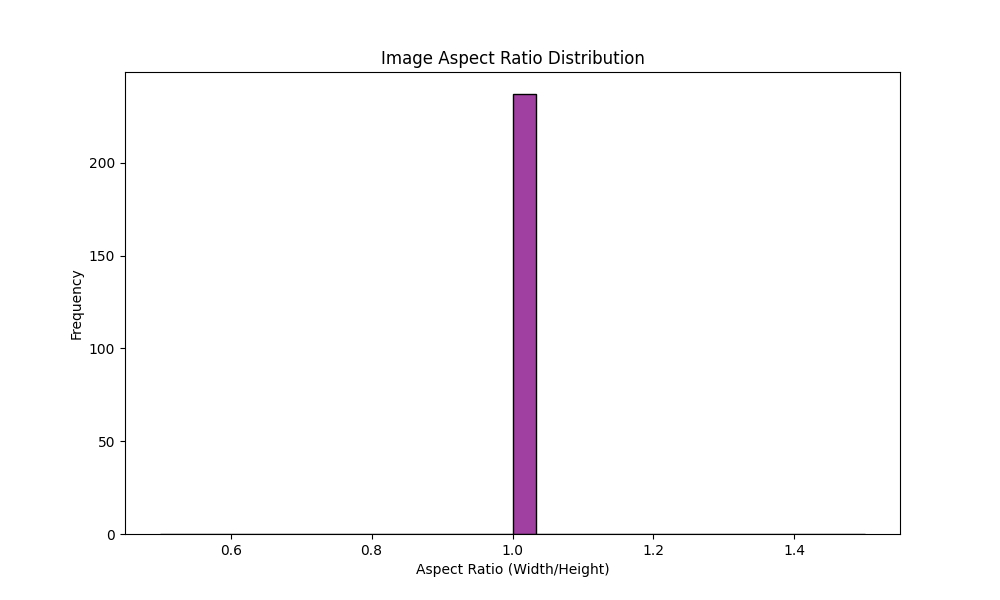 Image Aspect Ratio Distribution
Frequency
200
150
100
50
0
0.6 0.8 1.0 1.2 1.4
Aspect Ratio (Width/Height)